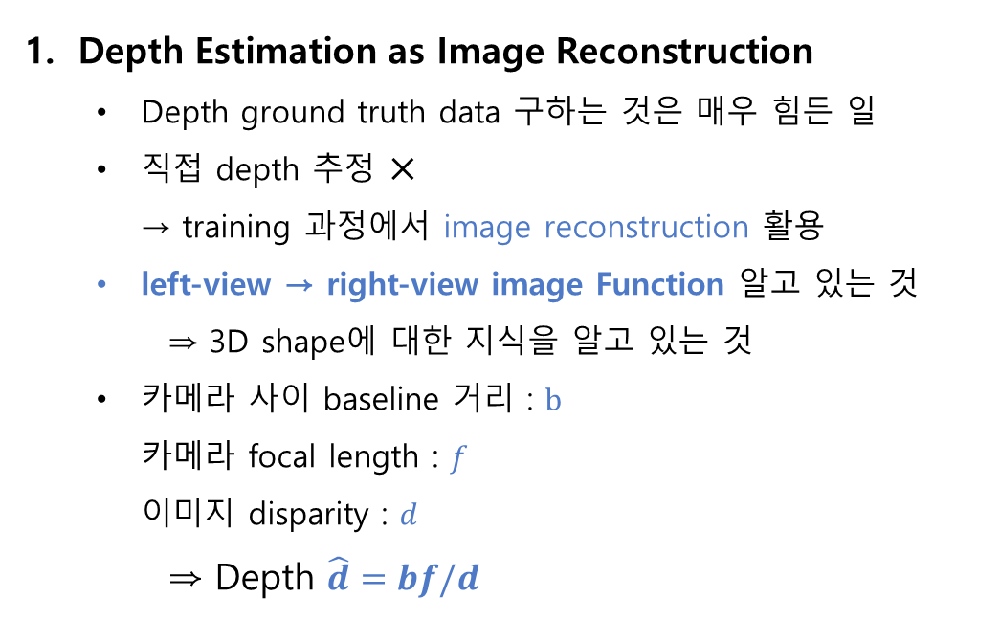 1. Depth Estimation as Image Reconstruction
• Depth ground truth data 구하는 것은 매우 힘든 일
• 직접 depth 추정 ✕
→ training 과정에서 image reconstruction 활용
• left-view → right-view image Function 알고 있는 것
⇒ 3D shape에 대한 지식을 알고 있는 것
• 카메라 사이 baseline 거리 : b
카메라 focal length : f
이미지 disparity : d
⇒ Depth d̂ = bf/d